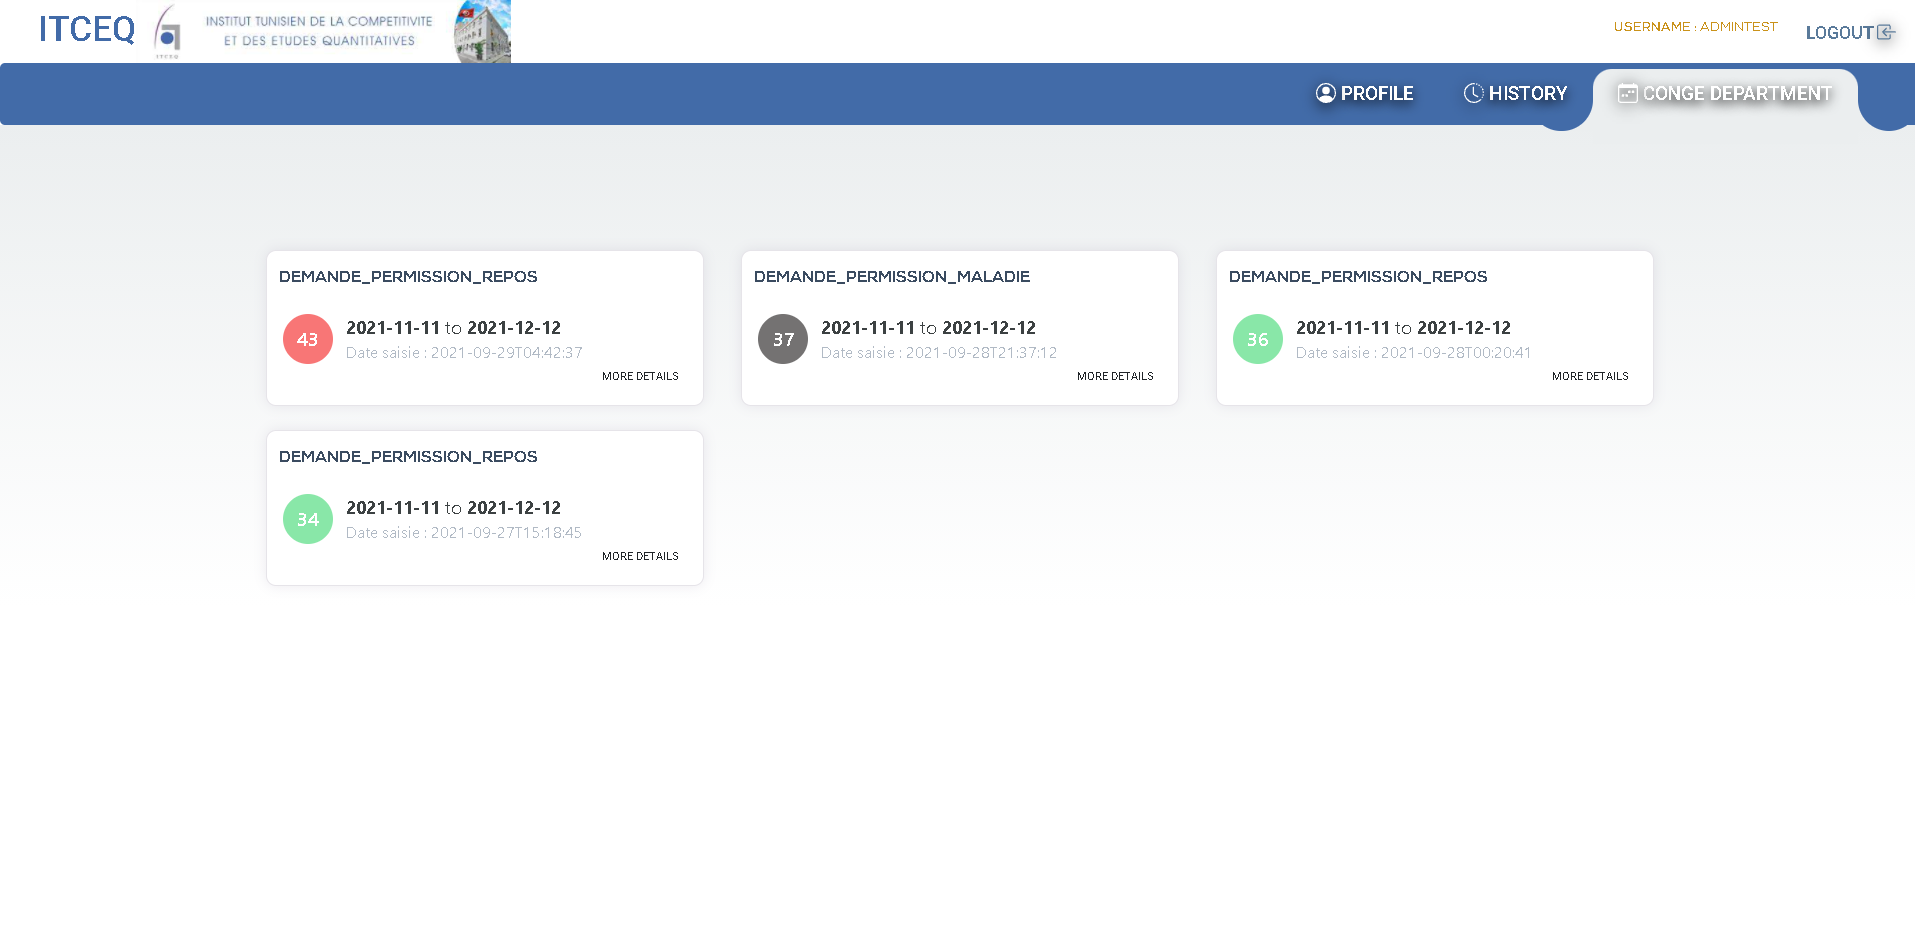 ITCEQ
INSTITUT TUNISIEN DE LA COMPETITIVITE
ET DES ETUDES QUANTITATIVES
ITCEQ
USERNAME : ADMINTEST
LOGOUT
PROFILE
HISTORY
CONGE DEPARTMENT
DEMANDE_PERMISSION_REPOS
43
2021-11-11 to 2021-12-12
Date saisie : 2021-09-29T04:42:37
MORE DETAILS
DEMANDE_PERMISSION_MALADIE
37
2021-11-11 to 2021-12-12
Date saisie : 2021-09-28T21:37:12
MORE DETAILS
DEMANDE_PERMISSION_REPOS
36
2021-11-11 to 2021-12-12
Date saisie : 2021-09-28T00:20:41
MORE DETAILS
DEMANDE_PERMISSION_REPOS
34
2021-11-11 to 2021-12-12
Date saisie : 2021-09-27T15:18:45
MORE DETAILS